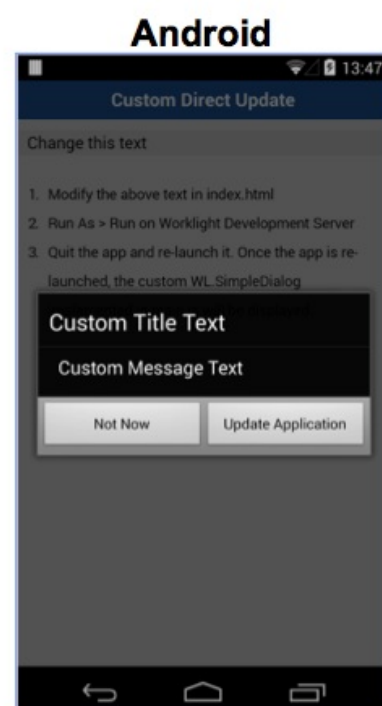 Android
13:47
Custom Direct Update
Change this text
1. Modify the above text in index.html
2. Run As > Run on Worklight Development Server
3. Quit the app and re-launch it. Once the app is re-
launched, the custom WL.SimpleDialog
Custom Title Text
Custom Message Text
Not Now
Update Application